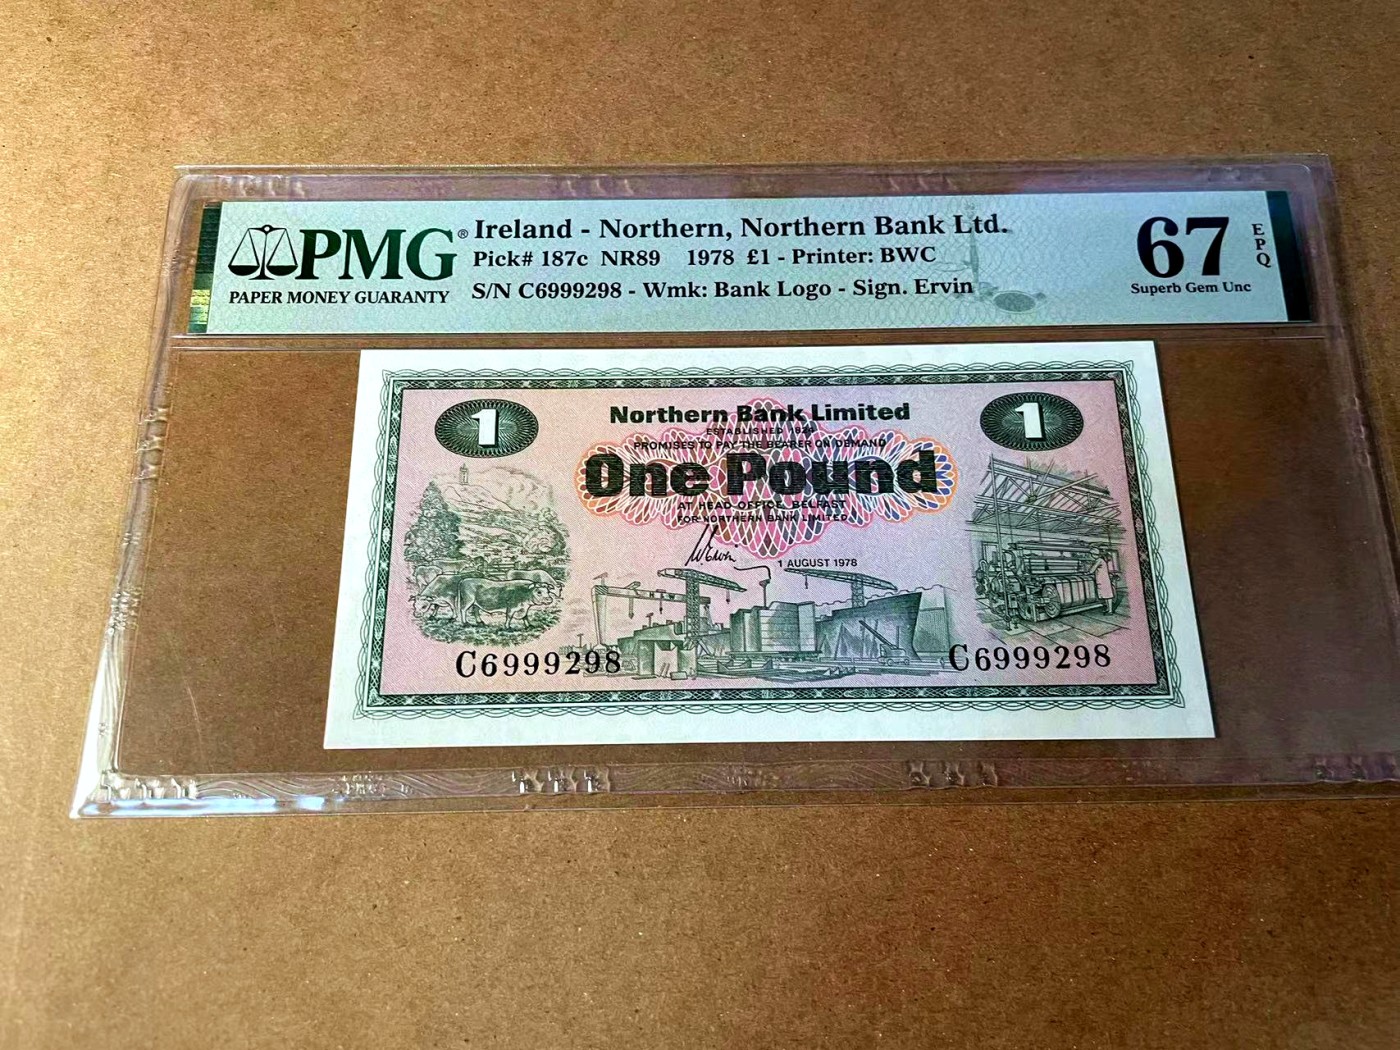 PMG®
PAPER MONEY GUARANTY
Ireland - Northern, Northern Bank Ltd.
Pick# 187c NR89 1978 £1 - Printer: BWC
S/N C6999298 - Wmk: Bank Logo - Sign. Ervin
67
EPQ
Superb Gem Unc
1
1
Northern Bank Limited
ESTABLISHED 1824
PROMISES TO PAY THE BEARER ON DEMAND
One Pound
AT HEAD OFFICE, BELFAST
FOR NORTHERN BANK LIMITED
1 AUGUST 1978
C6999298
C6999298